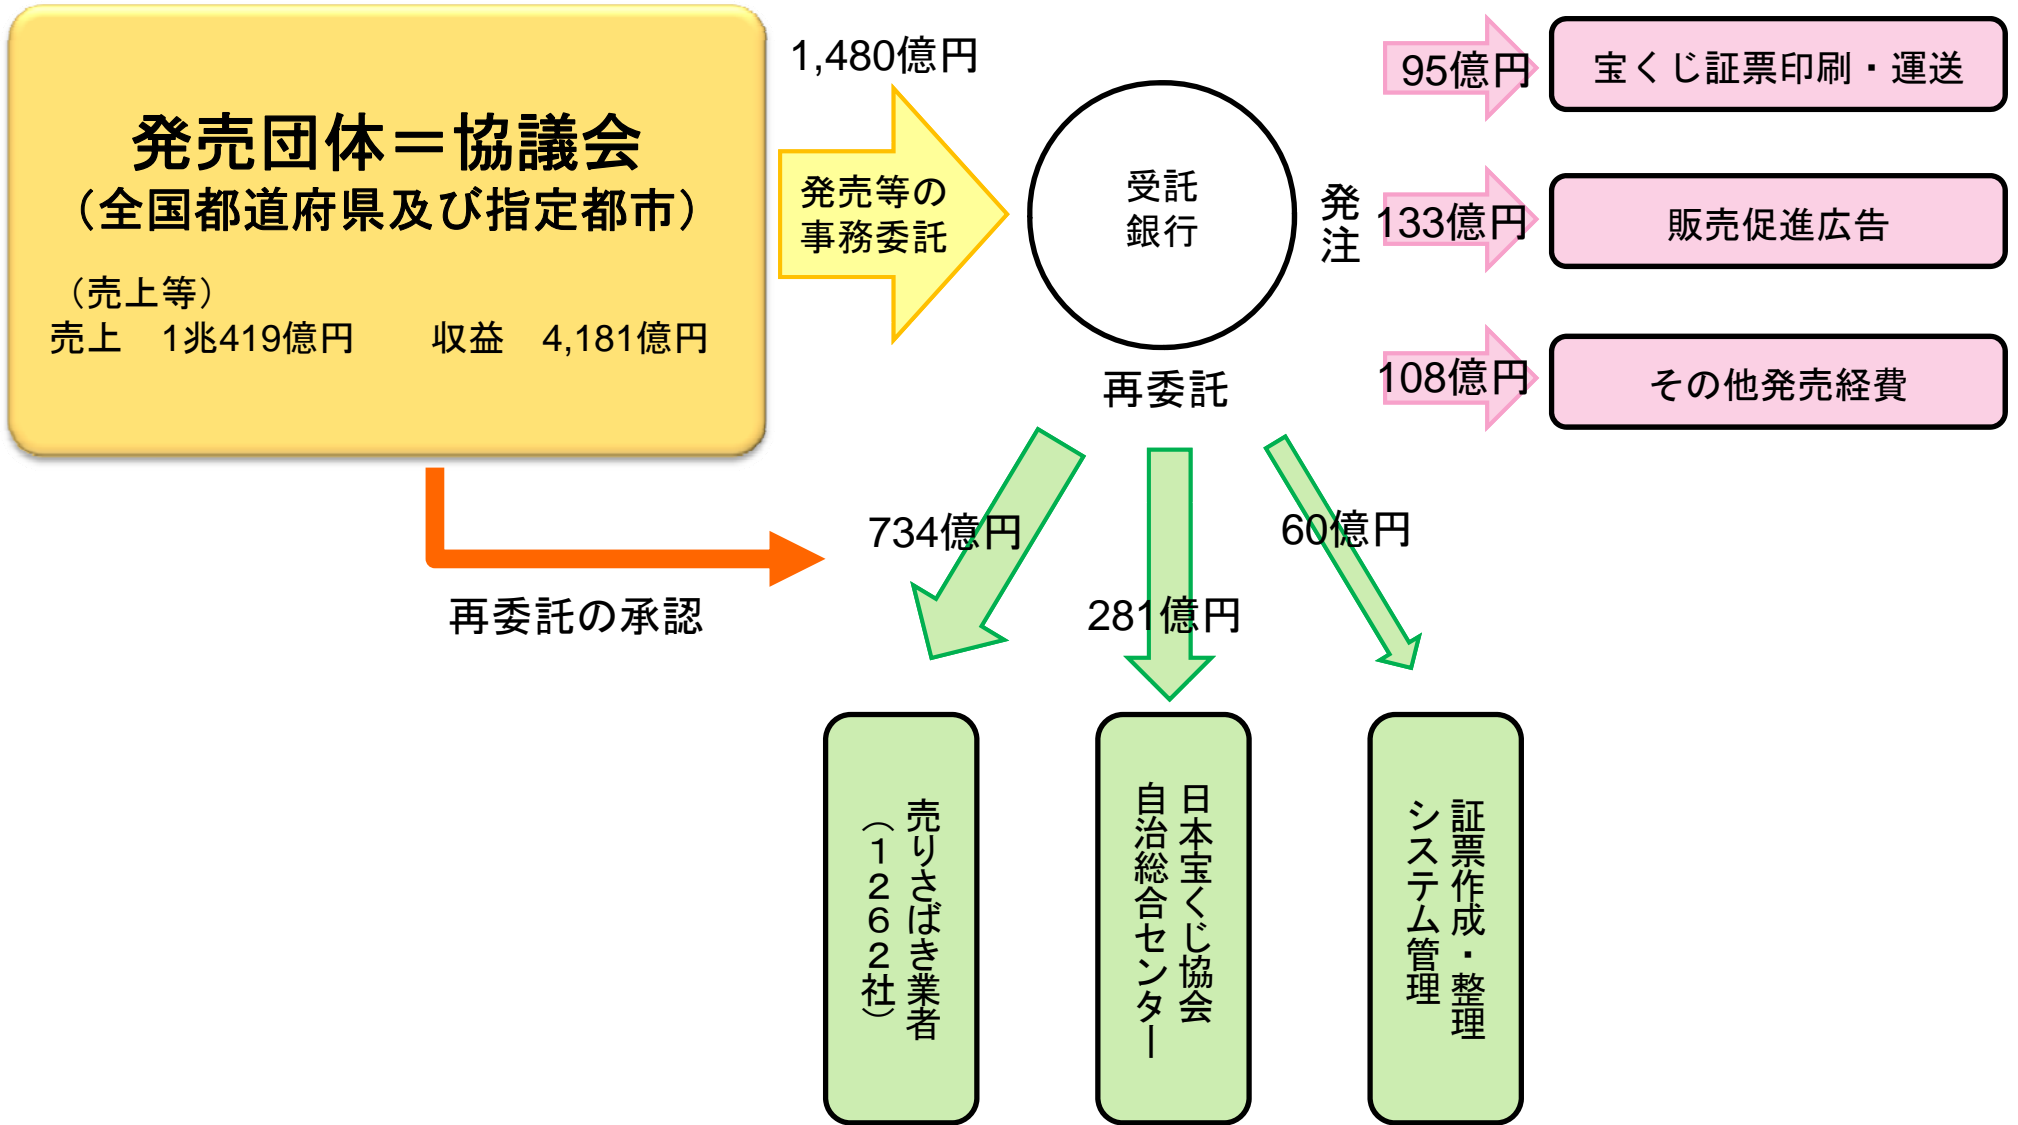 発売団体＝協議会
（全国都道府県及び指定都市）
（売上等）
売上　1兆419億円　　収益　4,181億円
1,480億円
発売等の
事務委託
受託
銀行
発注
95億円
宝くじ証票印刷・運送
133億円
販売促進広告
108億円
その他発売経費
再委託
再委託の承認
734億円
281億円
60億円
売りさばき業者
（１２６２社）
日本宝くじ協会
自治総合センター
証票作成・整理
システム管理